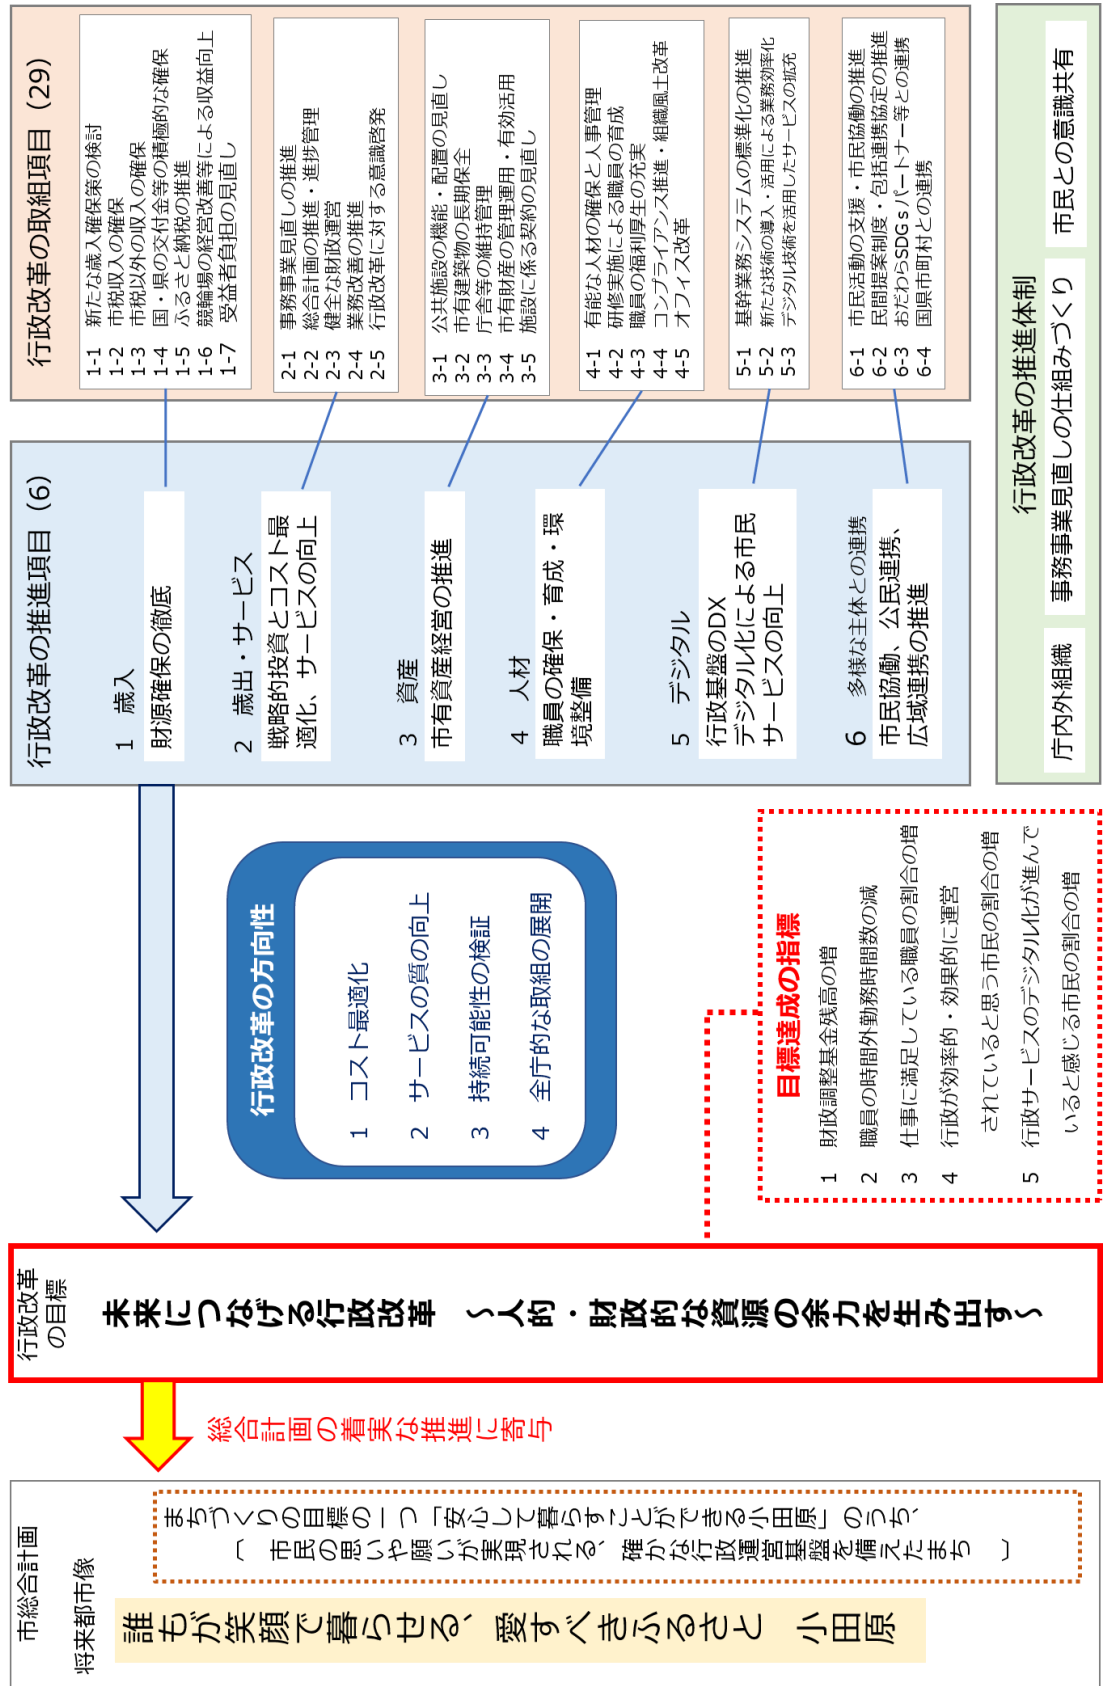 市総合計画
将来都市像
誰もが笑顔で暮らせる、愛すべきふるさと 小田原
まちづくりの目標の一つ「安心して暮らすことができる小田原」のうち、
〔 市民の思いや願いが実現される、確かな行政運営基盤を備えたまち 〕
総合計画の着実な推進に寄与
行政改革
の目標
未来につなげる行政改革 ～人的・財政的な資源の余力を生み出す～
行政改革の方向性
1 コスト最適化
2 サービスの質の向上
3 持続可能性の検証
4 全庁的な取組の展開
目標達成の指標
1 財政調整基金残高の増
2 職員の時間外勤務時間数の減
3 仕事に満足している職員の割合の増
4 行政が効率的・効果的に運営
されていると思う市民の割合の増
5 行政サービスのデジタル化が進んで
いると感じる市民の割合の増
行政改革の推進項目（6）
1 歳入
財源確保の徹底
2 歳出・サービス
戦略的投資とコスト最
適化、サービスの向上
3 資産
市有資産経営の推進
4 人材
職員の確保・育成・環
境整備
5 デジタル
行政基盤のDX
デジタル化による市民
サービスの向上
6 多様な主体との連携
市民協働、公民連携、
広域連携の推進
行政改革の取組項目（29）
1-1 新たな歳入確保策の検討
1-2 市税収入の確保
1-3 市税以外の収入の確保
1-4 国・県の交付金等の積極的な確保
1-5 ふるさと納税の推進
1-6 競輪場の経営改善等による収益向上
1-7 受益者負担の見直し
2-1 事務事業見直しの推進
2-2 総合計画の推進・進捗管理
2-3 健全な財政運営
2-4 業務改善の推進
2-5 行政改革に対する意識啓発
3-1 公共施設の機能・配置の見直し
3-2 市有建築物の長期保全
3-3 庁舎等の維持管理
3-4 市有財産の管理運用・有効活用
3-5 施設に係る契約の見直し
4-1 有能な人材の確保と人事管理
4-2 研修実施による職員の育成
4-3 職員の福利厚生の充実
4-4 コンプライアンス推進・組織風土改革
4-5 オフィス改革
5-1 基幹業務システムの標準化の推進
5-2 新たな技術の導入・活用による業務効率化
5-3 デジタル技術を活用したサービスの拡充
6-1 市民活動の支援・市民協働の推進
6-2 民間提案制度・包括連携協定の推進
6-3 おだわらSDGｓパートナー等との連携
6-4 国県市町村との連携
行政改革の推進体制
庁内外組織
事務事業見直しの仕組みづくり
市民との意識共有